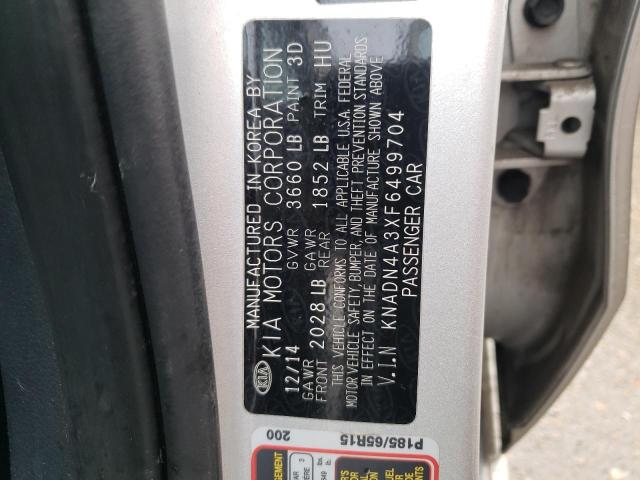 MANUFACTURED IN KOREA BY
KIA MOTORS CORPORATION
12/14 GVWR 3660 LB PAINT 3D
GAWR FRONT 2028 LB GAWR REAR 1852 LB TRIM HU
THIS VEHICLE CONFORMS TO ALL APPLICABLE U.S.A. FEDERAL
MOTOR VEHICLE SAFETY, BUMPER, AND THEFT PREVENTION STANDARDS
IN EFFECT ON THE DATE OF MANUFACTURE SHOWN ABOVE
V.I.N KNADN4A3XF6499704
PASSENGER CAR
KIA
P185/65R15
200